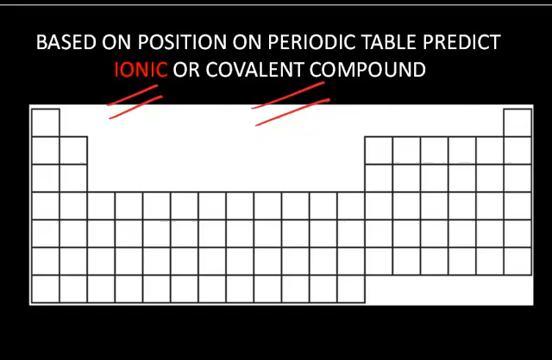 BASED ON POSITION ON PERIODIC TABLE PREDICT
IONIC OR COVALENT COMPOUND